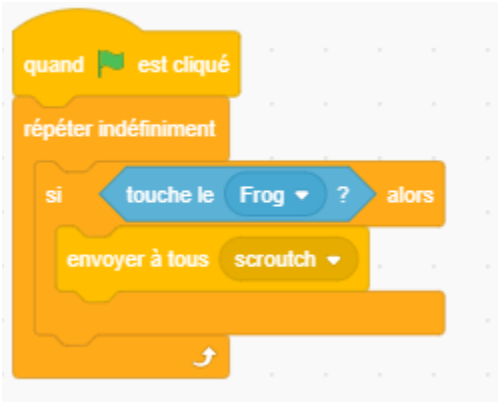 quand est cliqué
répéter indéfiniment
si touche le Frog ? alors
envoyer à tous scroutch